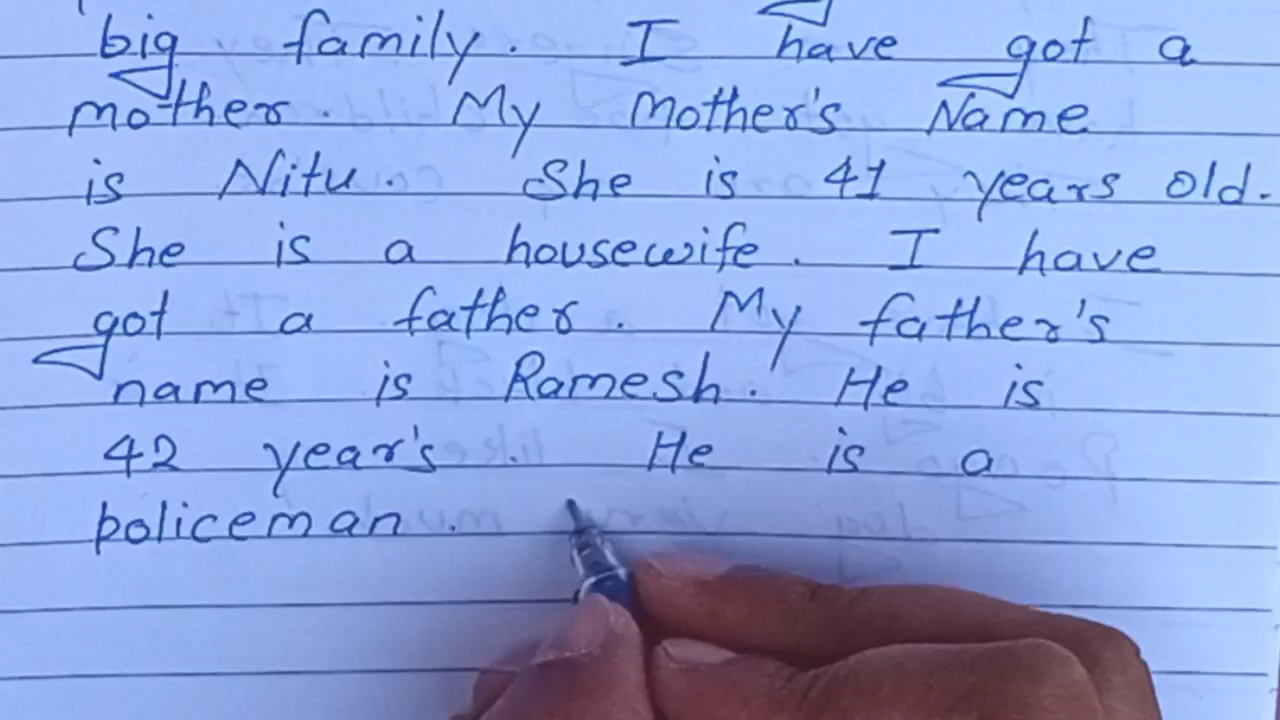 big family. I have got a
mother. My Mother's Name
is Nitu. She is 41 years old.
She is a housewife. I have
got a father. My father's
name is Ramesh. He is
42 year's. He is a
policeman.